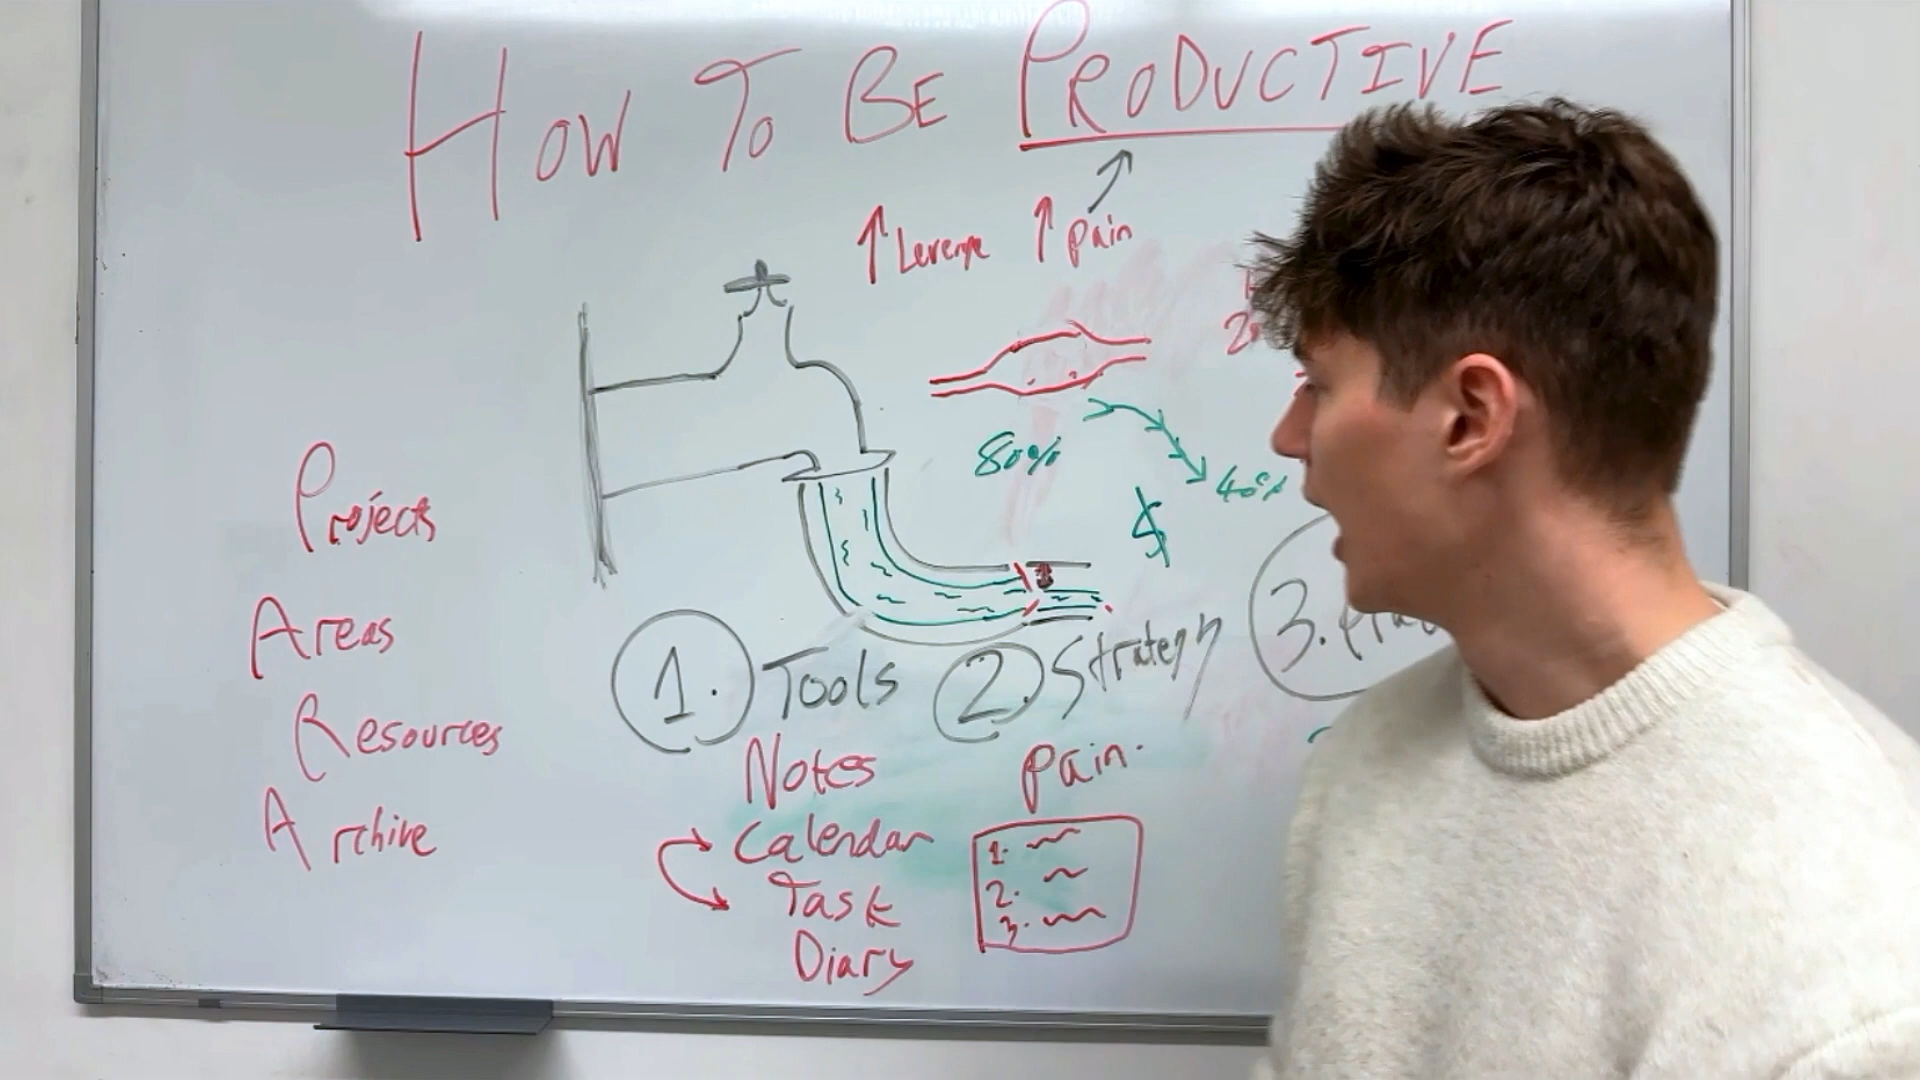 HOW TO BE PRODUCTIVE
↑ Leverage ↑ pain
80%
40%
$
Projects
Areas
Resources
Archive
1. Tools
2. Strategy
3.
Notes
Calendar
Task
Diary
pain.
1.
2.
3.